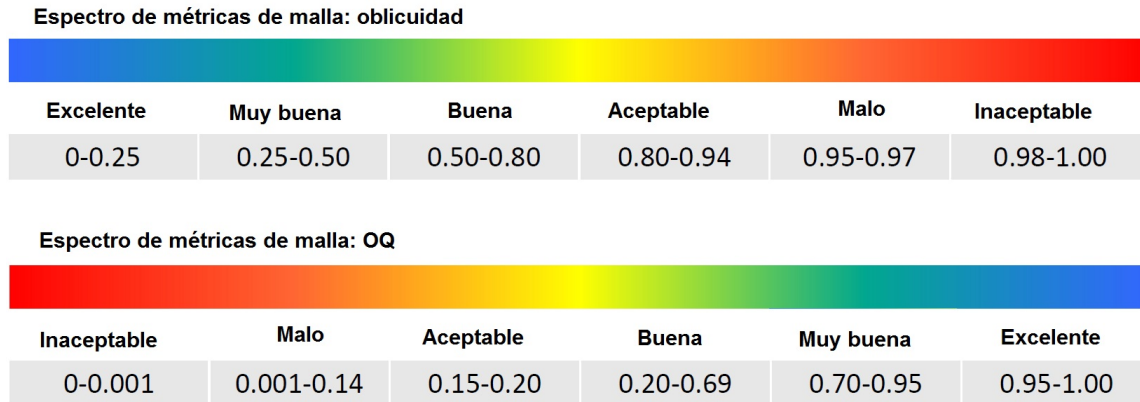 Espectro de métricas de malla: oblicuidad
Excelente Muy buena Buena Aceptable Malo Inaceptable
0-0.25 0.25-0.50 0.50-0.80 0.80-0.94 0.95-0.97 0.98-1.00
Espectro de métricas de malla: OQ
Inaceptable Malo Aceptable Buena Muy buena Excelente
0-0.001 0.001-0.14 0.15-0.20 0.20-0.69 0.70-0.95 0.95-1.00